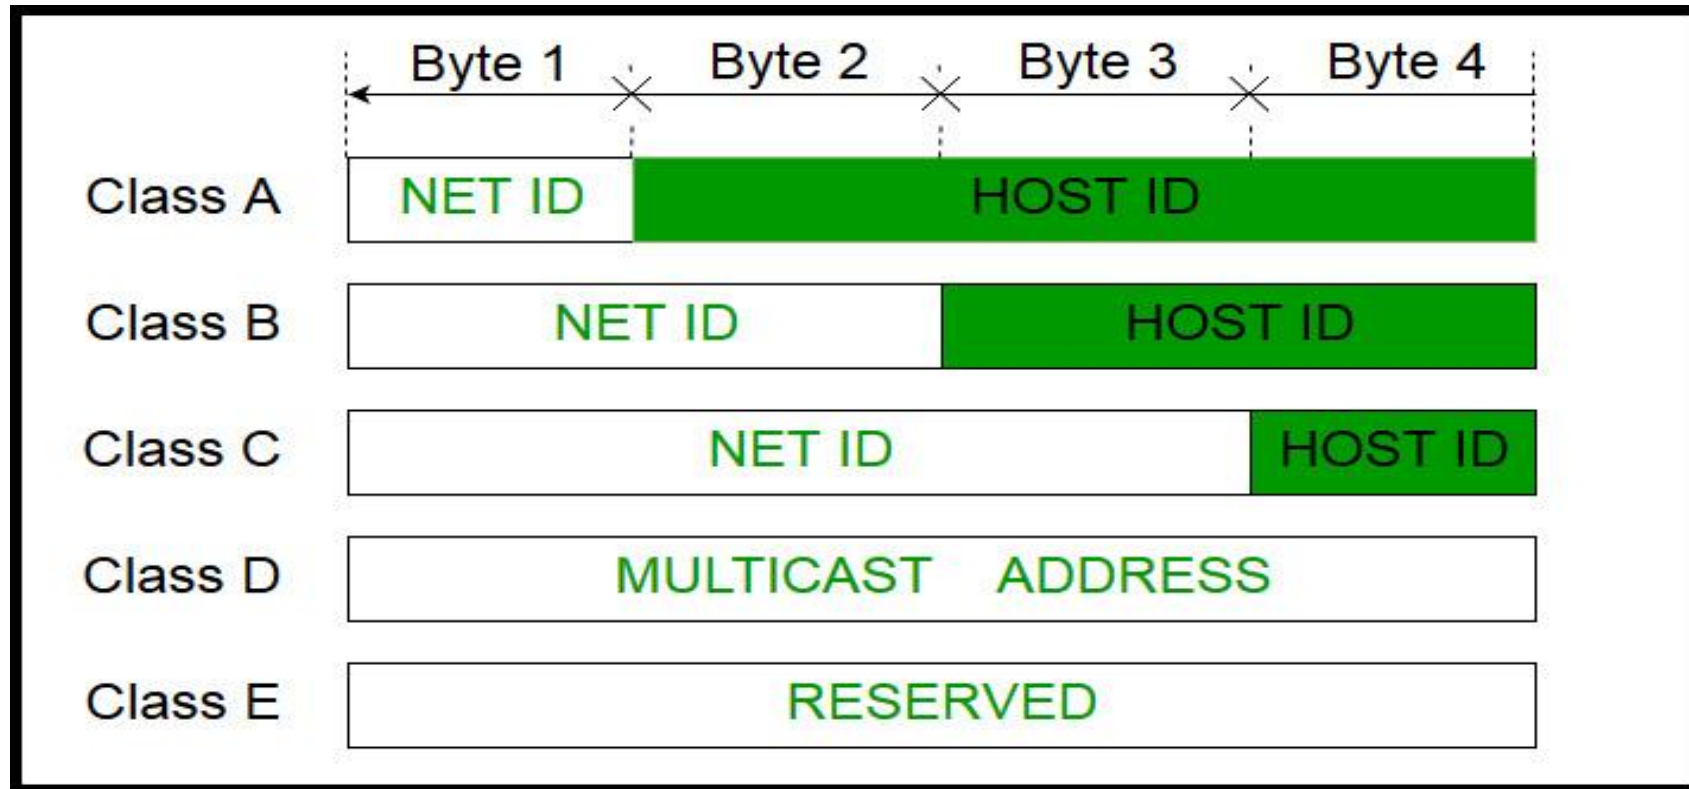 Byte 1 Byte 2 Byte 3 Byte 4
Class A NET ID HOST ID
Class B NET ID HOST ID
Class C NET ID HOST ID
Class D MULTICAST ADDRESS
Class E RESERVED